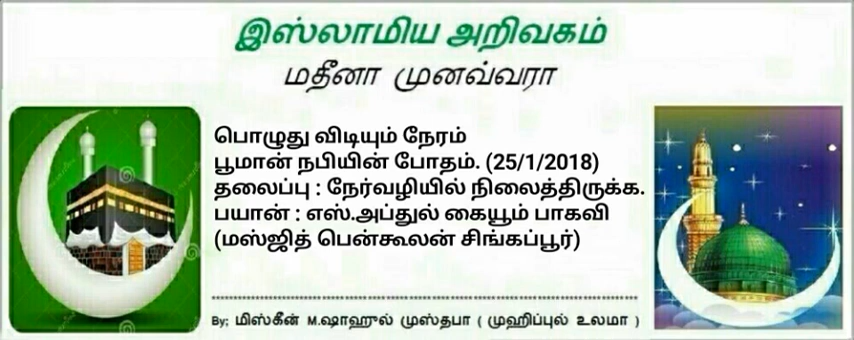 இஸ்லாமிய அறிவகம்
மதீனா முனவ்வரா
பொழுது விடியும் நேரம்
பூமான் நபியின் போதம். (25/1/2018)
தலைப்பு : நேர்வழியில் நிலைத்திருக்க.
பயான் : எஸ்.அப்துல் கையூம் பாகவி
(மஸ்ஜித் பென்கூலன் சிங்கப்பூர்)
By; மிஸ்கீன் M.ஷாஹுல் முஸ்தபா ( முஹிப்புல் உலமா )